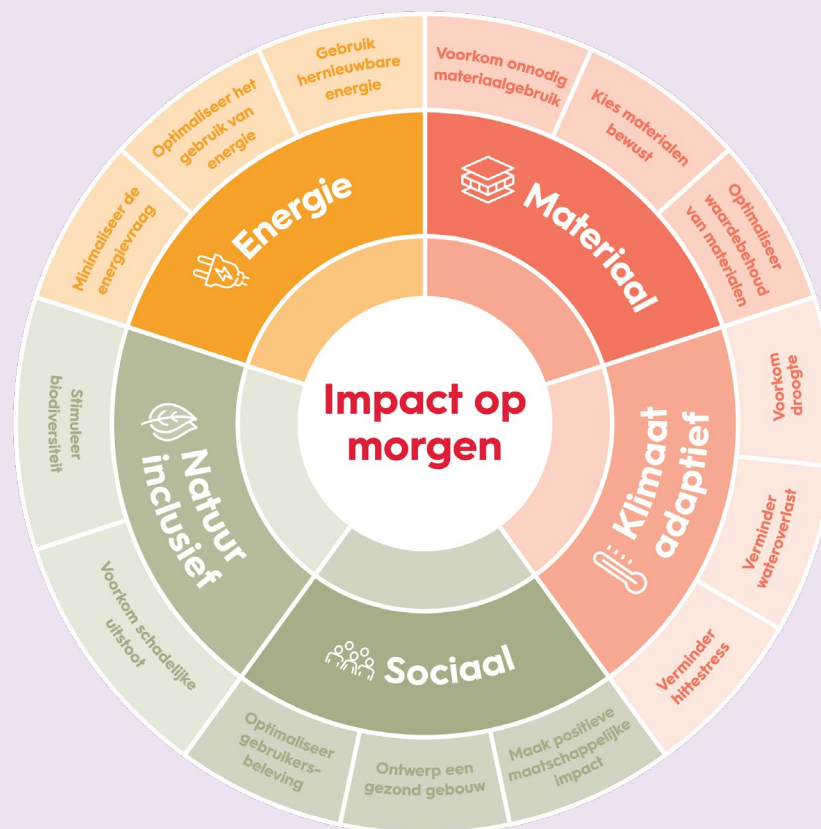 Impact op
morgen
Energie
Gebruik
hernieuwbare
energie
Optimaliseer het
gebruik van
energie
Minimaliseer de
energievraag
Materiaal
Voorkom onnodig
materiaalgebruik
Kies materialen
bewust
Optimaliseer
waardebehoud
van materialen
Klimaat
adaptief
Voorkom
droogte
Verminder
wateroverlast
Verminder
hittestress
Sociaal
Maak positieve
maatschappelijke
impact
Ontwerp een
gezond gebouw
Optimaliseer
gebruikers-
beleving
Natuur
inclusief
Voorkom schadelijke
uitstoot
Stimuleer
biodiversiteit